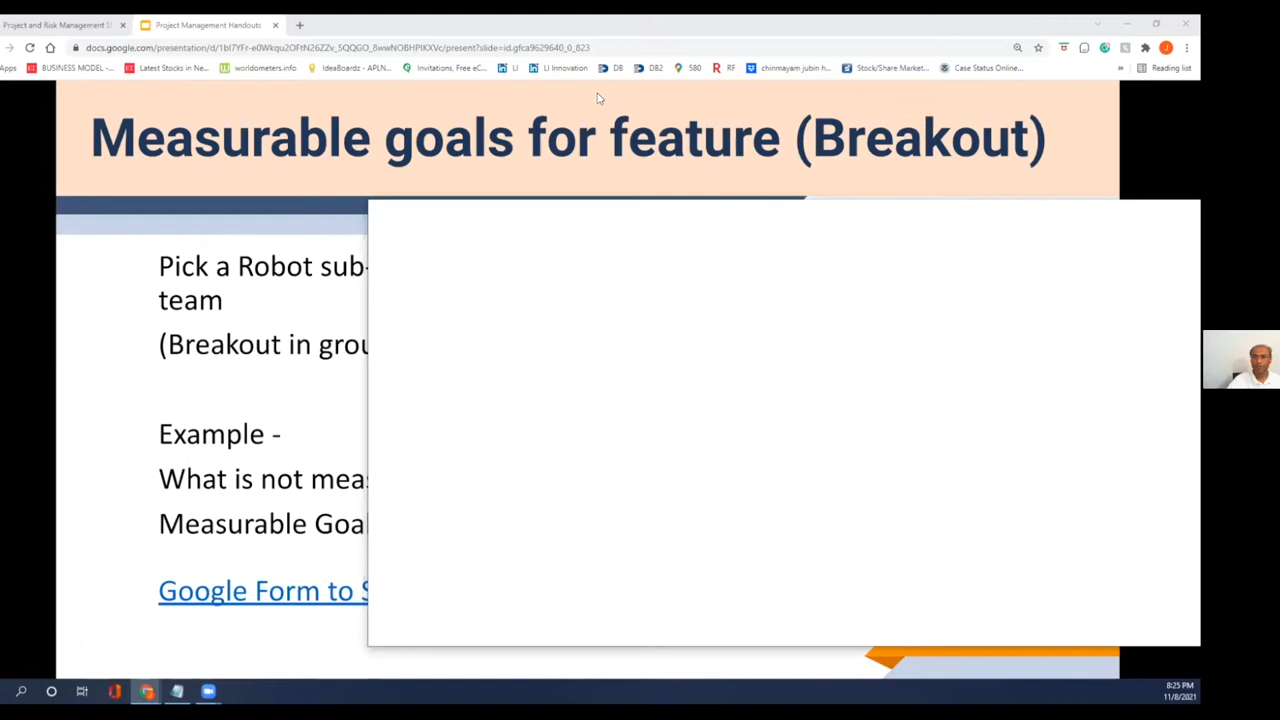 Project and Risk Management S
Project Management Handouts
docs.google.com/presentation/d/1bI7YFr-e0Wkqu2OFtN26ZZv_5QQGO_8wwNOBHPIKXVc/present?slide=id.gfca9629640_0_823
Apps
BUSINESS MODEL -...
Latest Stocks in Ne...
worldometers.info
IdeaBoardz - APLN...
Invitations, Free eC...
LI
LI Innovation
DB
DB2
580
RF
chinmayam jubin h...
Stock/Share Market...
Case Status Online...
»
Reading list
Measurable goals for feature (Breakout)
Pick a Robot sub-
team
(Breakout in grou
Example -
What is not meas
Measurable Goal
Google Form to S
8:25 PM
11/8/2021